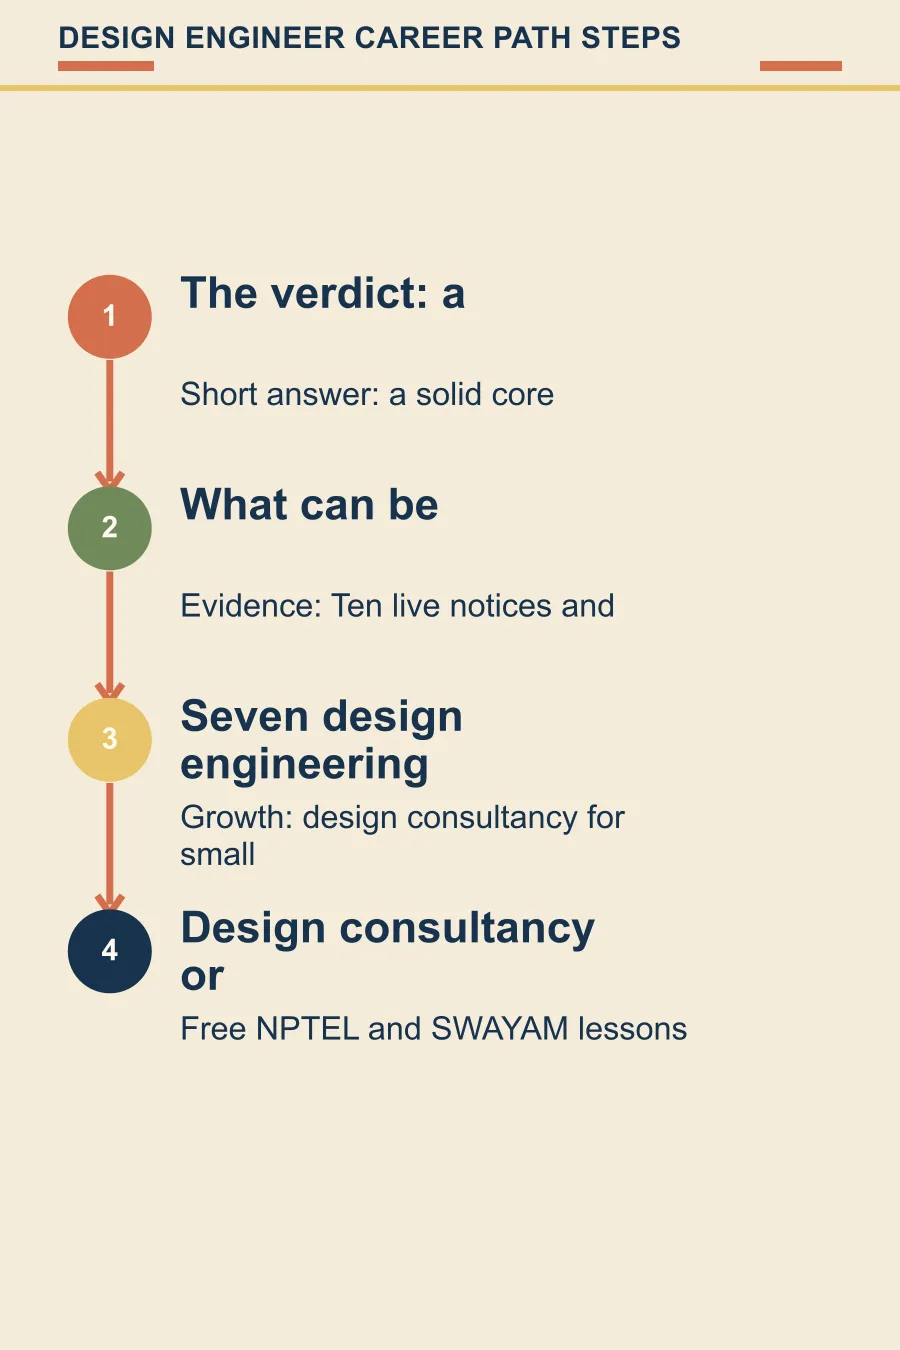 DESIGN ENGINEER CAREER PATH STEPS
1
The verdict: a
Short answer: a solid core
2
What can be
Evidence: Ten live notices and
3
Seven design
engineering
Growth: design consultancy for
small
4
Design consultancy
or
Free NPTEL and SWAYAM lessons